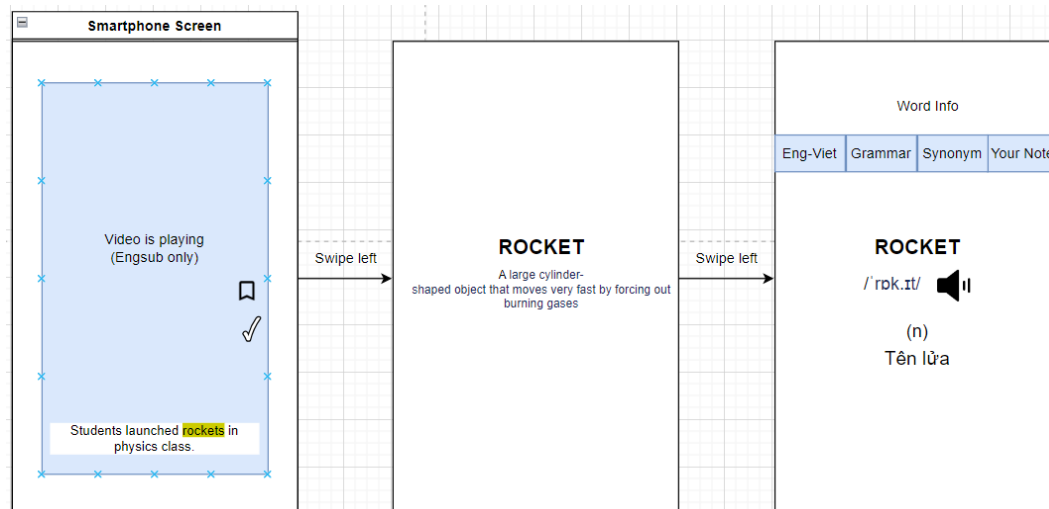 Smartphone Screen
Video is playing
(Engsub only)
Students launched rockets in
physics class.
Swipe left
ROCKET
A large cylinder-
shaped object that moves very fast by forcing out
burning gases
Swipe left
Word Info
Eng-Viet Grammar Synonym Your Note
ROCKET
/ˈrɒk.ɪt/
(n)
Tên lửa